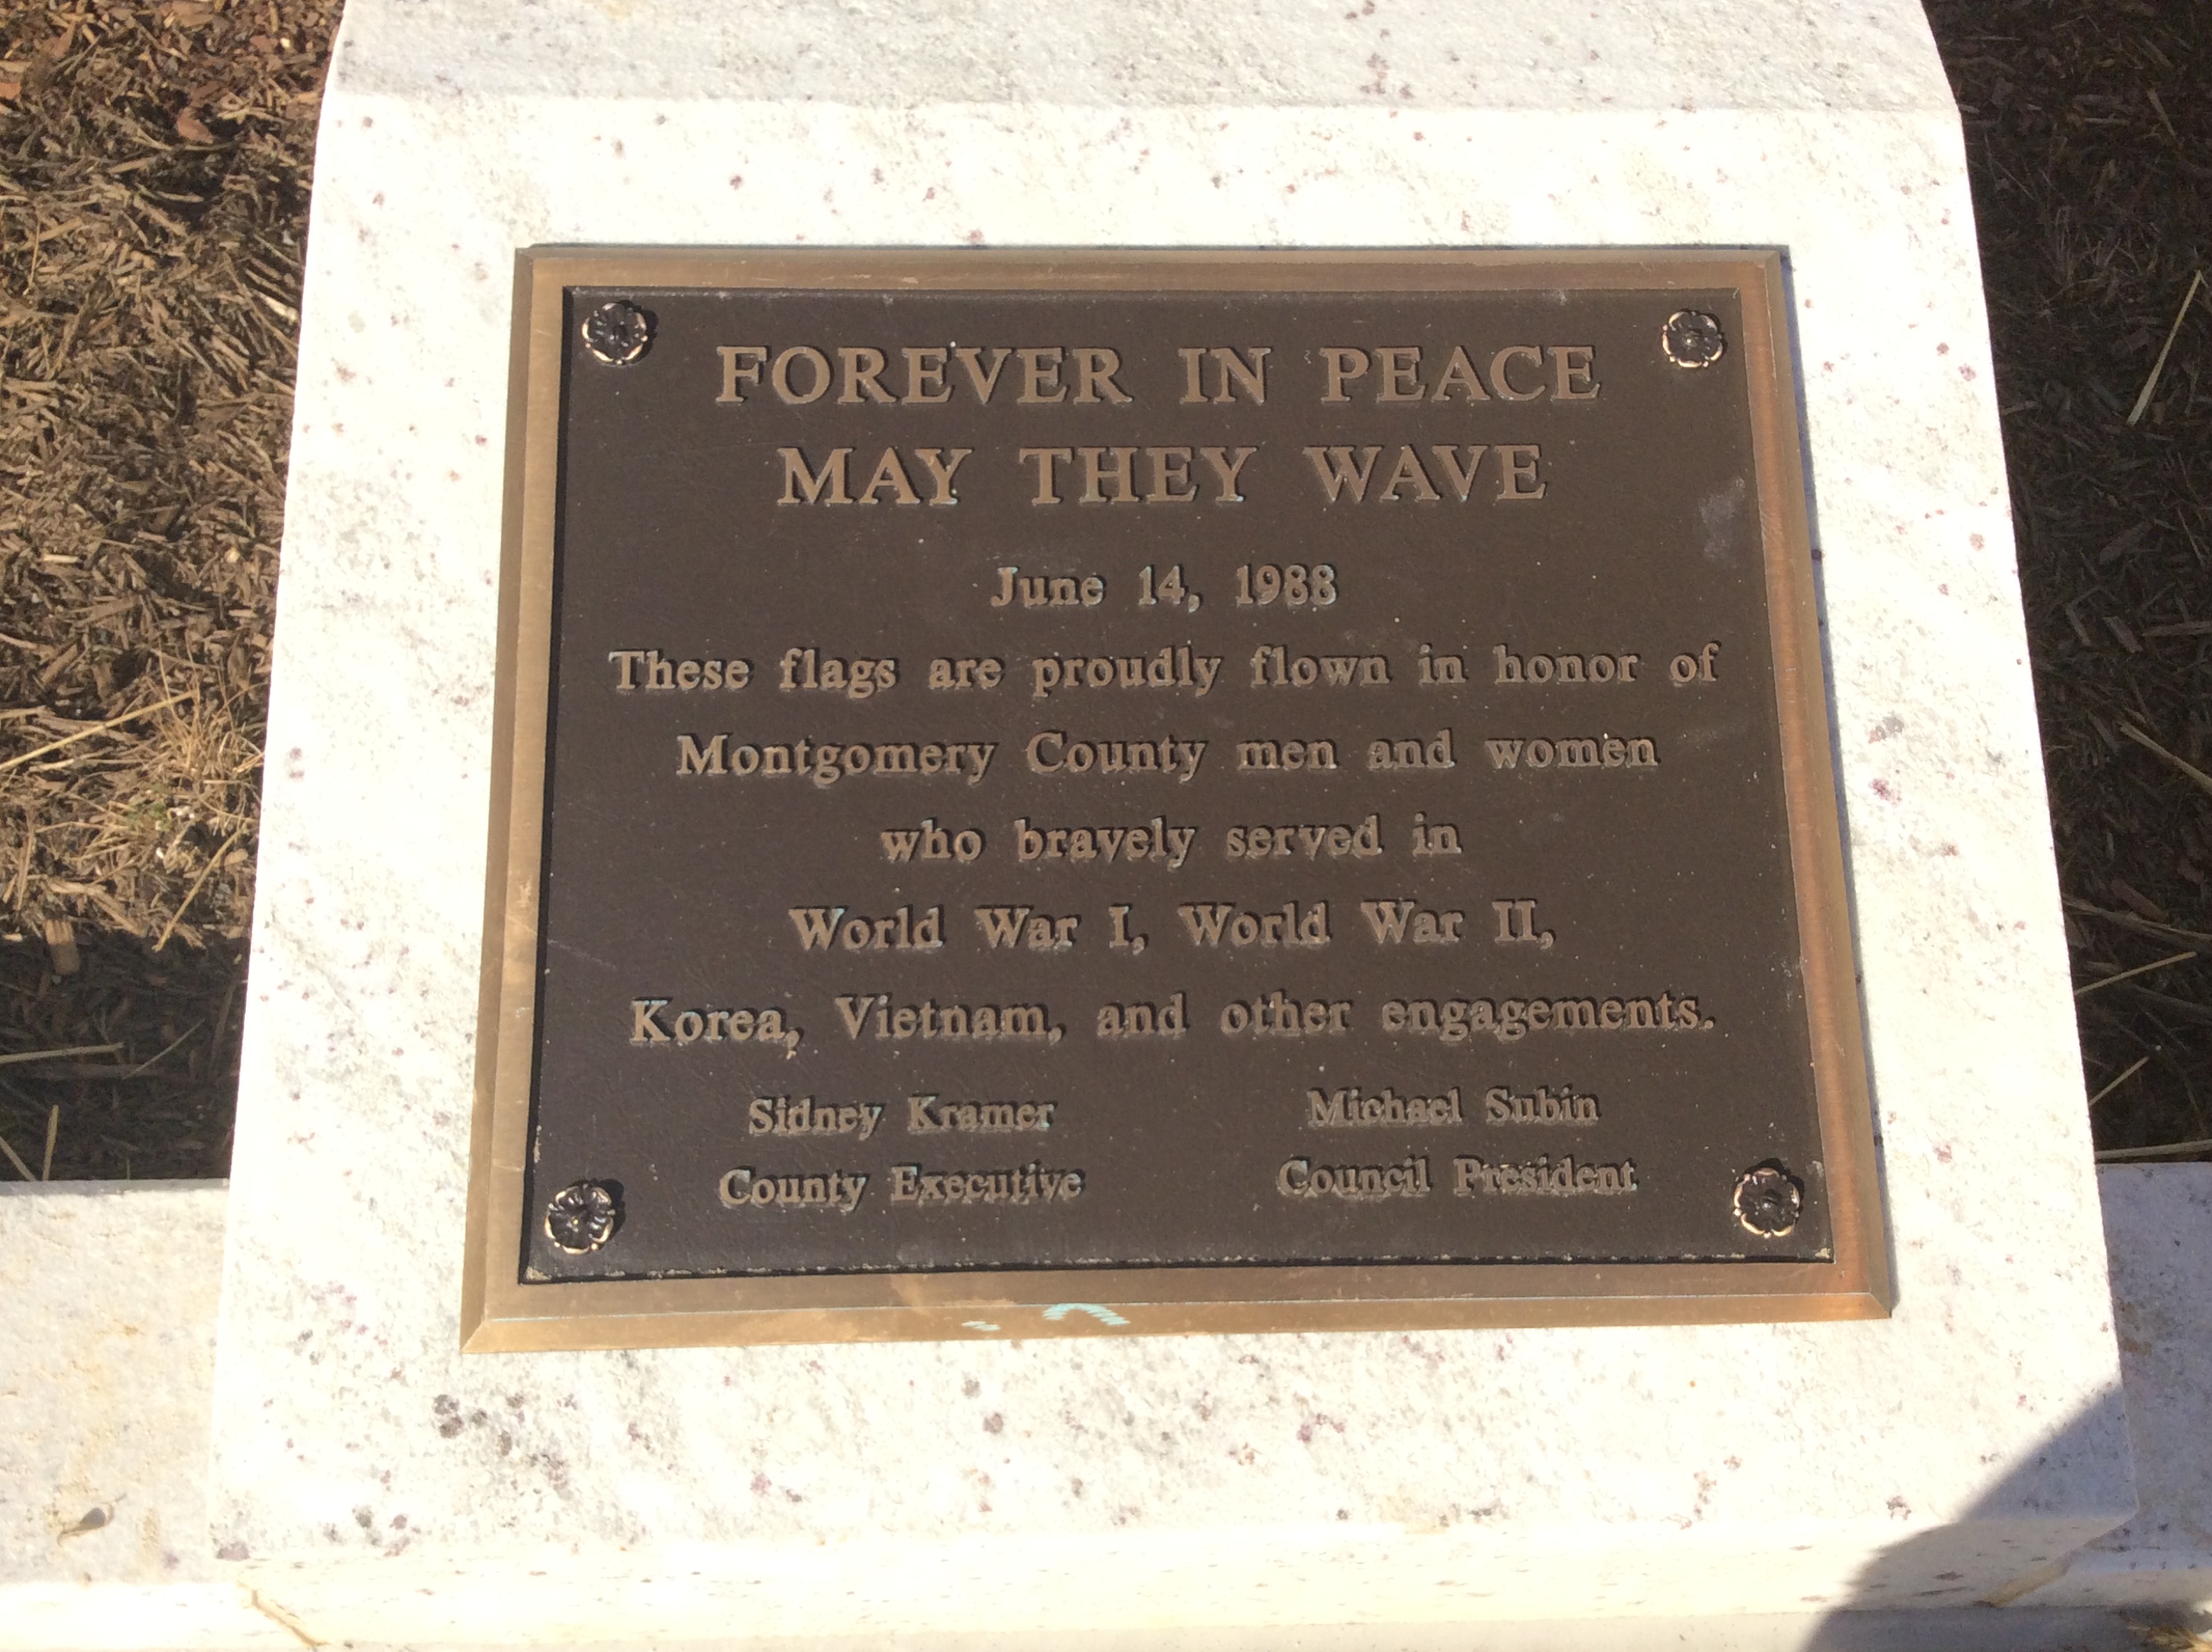 FOREVER IN PEACE
MAY THEY WAVE
June 14, 1988
These flags are proudly flown in honor of
Montgomery County men and women
who bravely served in
World War I, World War II,
Korea, Vietnam, and other engagements.
Sidney Kramer
County Executive
Michael Subin
Council President